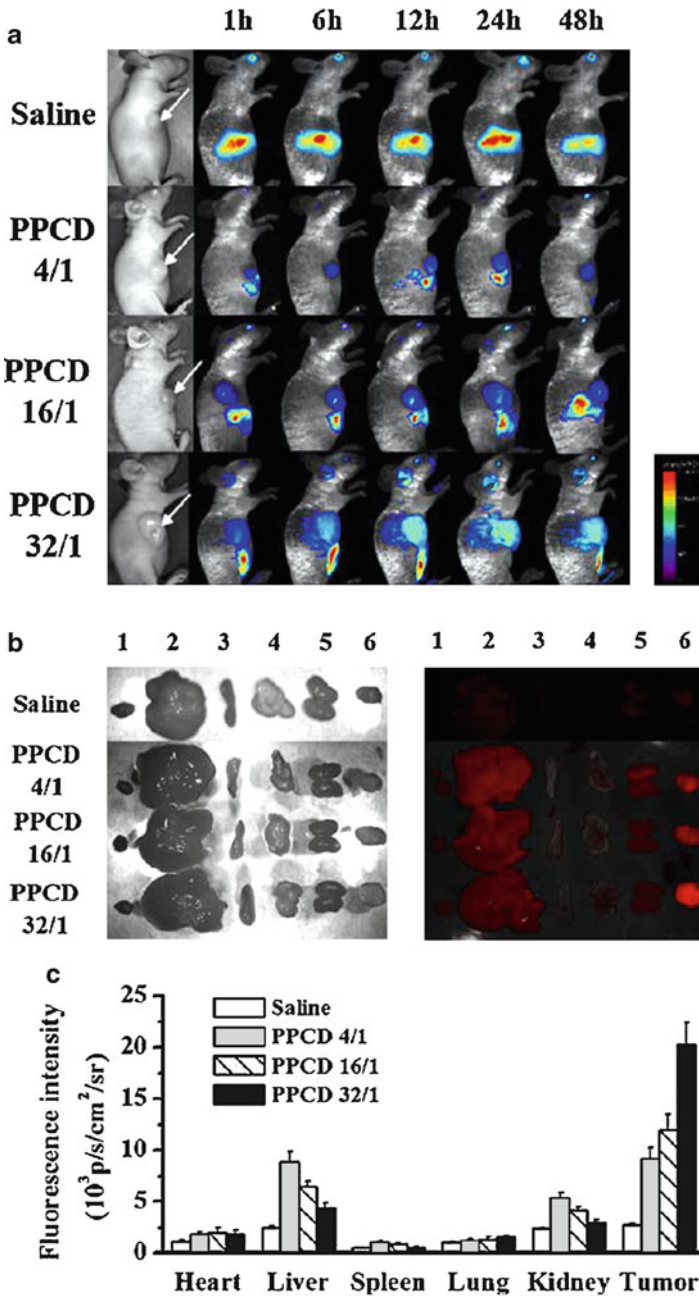 a
1h 6h 12h 24h 48h
Saline
PPCD
4/1
PPCD
16/1
PPCD
32/1
b
1 2 3 4 5 6
1 2 3 4 5 6
Saline
PPCD
4/1
PPCD
16/1
PPCD
32/1
c
Fluorescence intensity
(10³p/s/cm²/sr)
25
20
15
10
5
0
Saline
PPCD 4/1
PPCD 16/1
PPCD 32/1
Heart Liver Spleen Lung Kidney Tumor